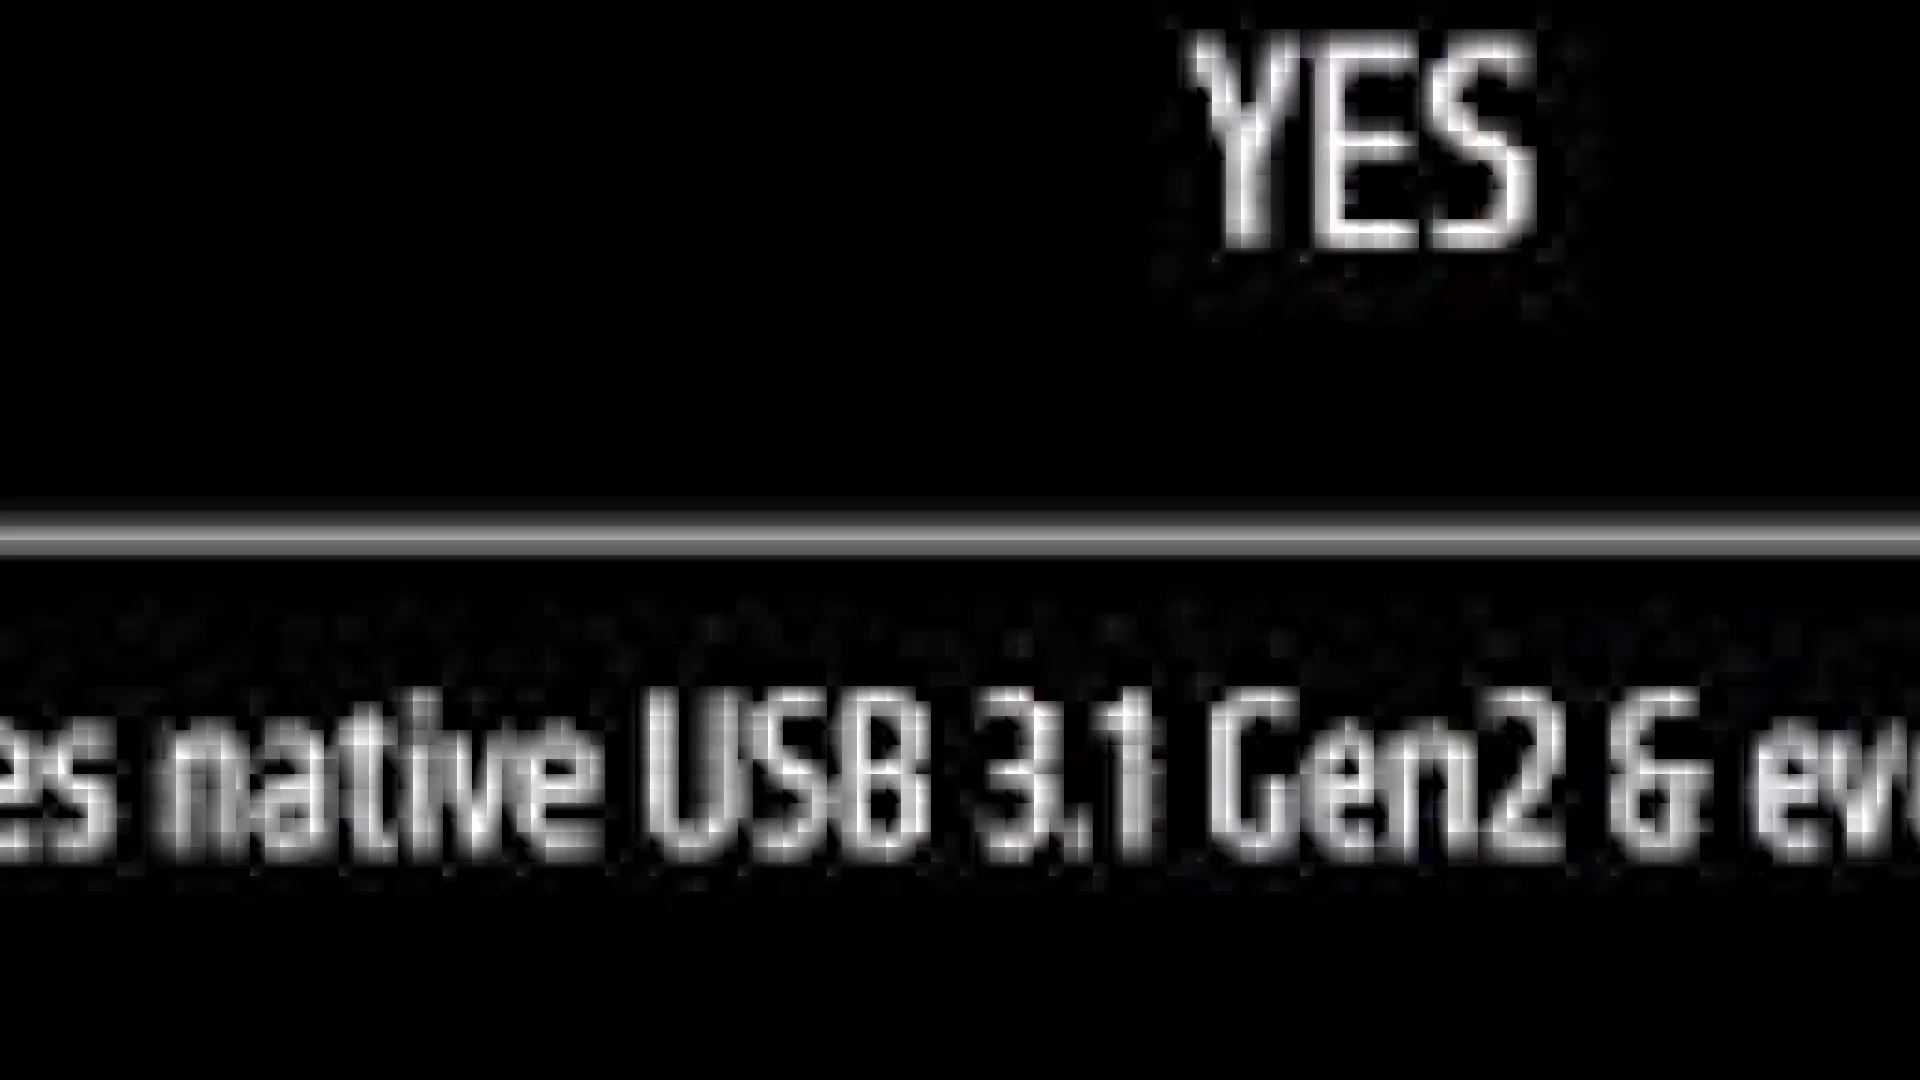 YES
es native USB 3.1 Gen2 & eve